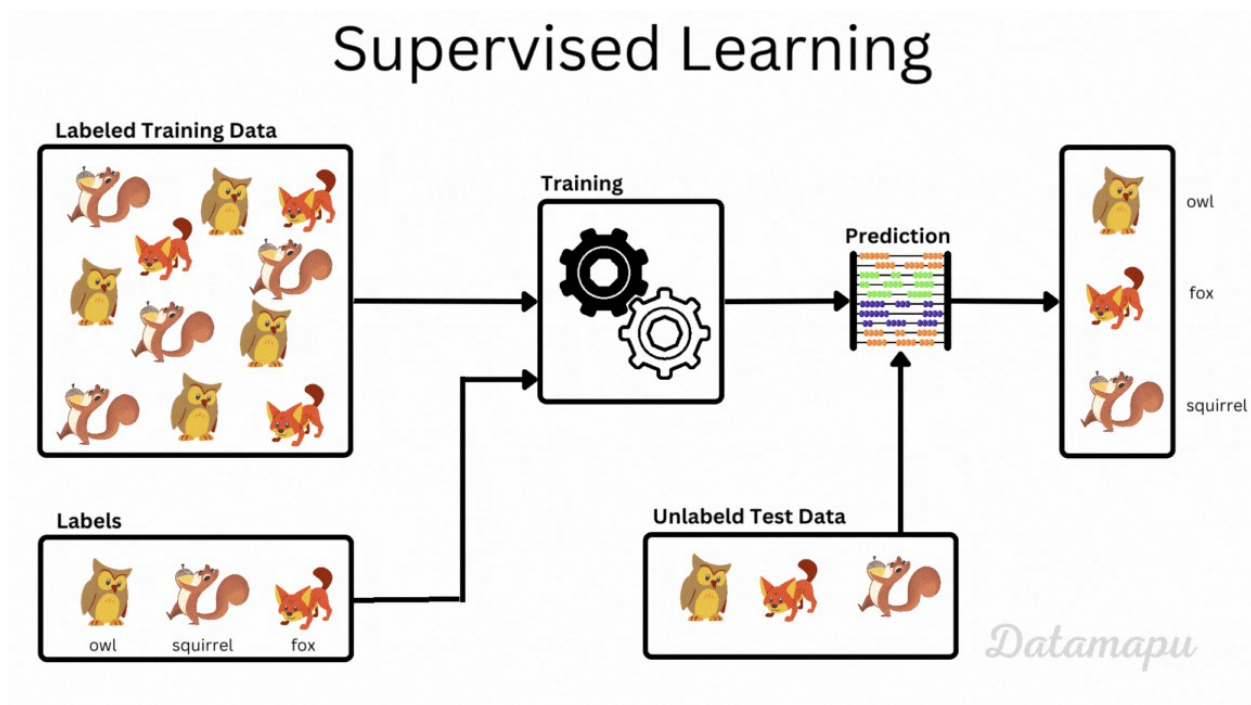 Supervised Learning
Labeled Training Data
Training
Prediction
owl
fox
squirrel
Labels
owl squirrel fox
Unlabeld Test Data
Datamapu